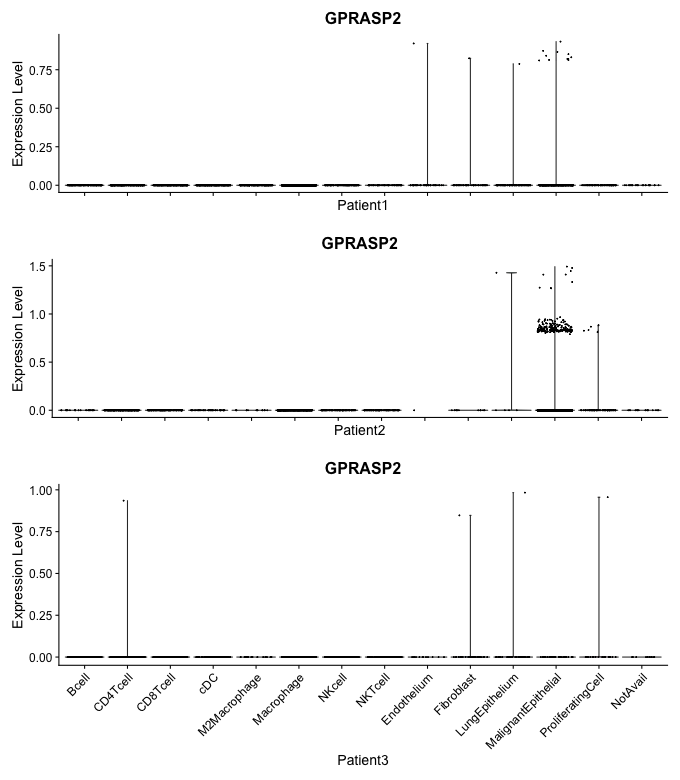 GPRASP2
Expression Level
0.75
0.50
0.25
0.00
Patient1
GPRASP2
Expression Level
1.5
1.0
0.5
0.0
Patient2
GPRASP2
Expression Level
1.00
0.75
0.50
0.25
0.00
Bcell
CD4Tcell
CD8Tcell
cDC
M2Macrophage
Macrophage
NKcell
NKTcell
Endothelium
Fibroblast
LungEpithelium
MalignantEpithelial
ProliferatingCell
NotAvail
Patient3